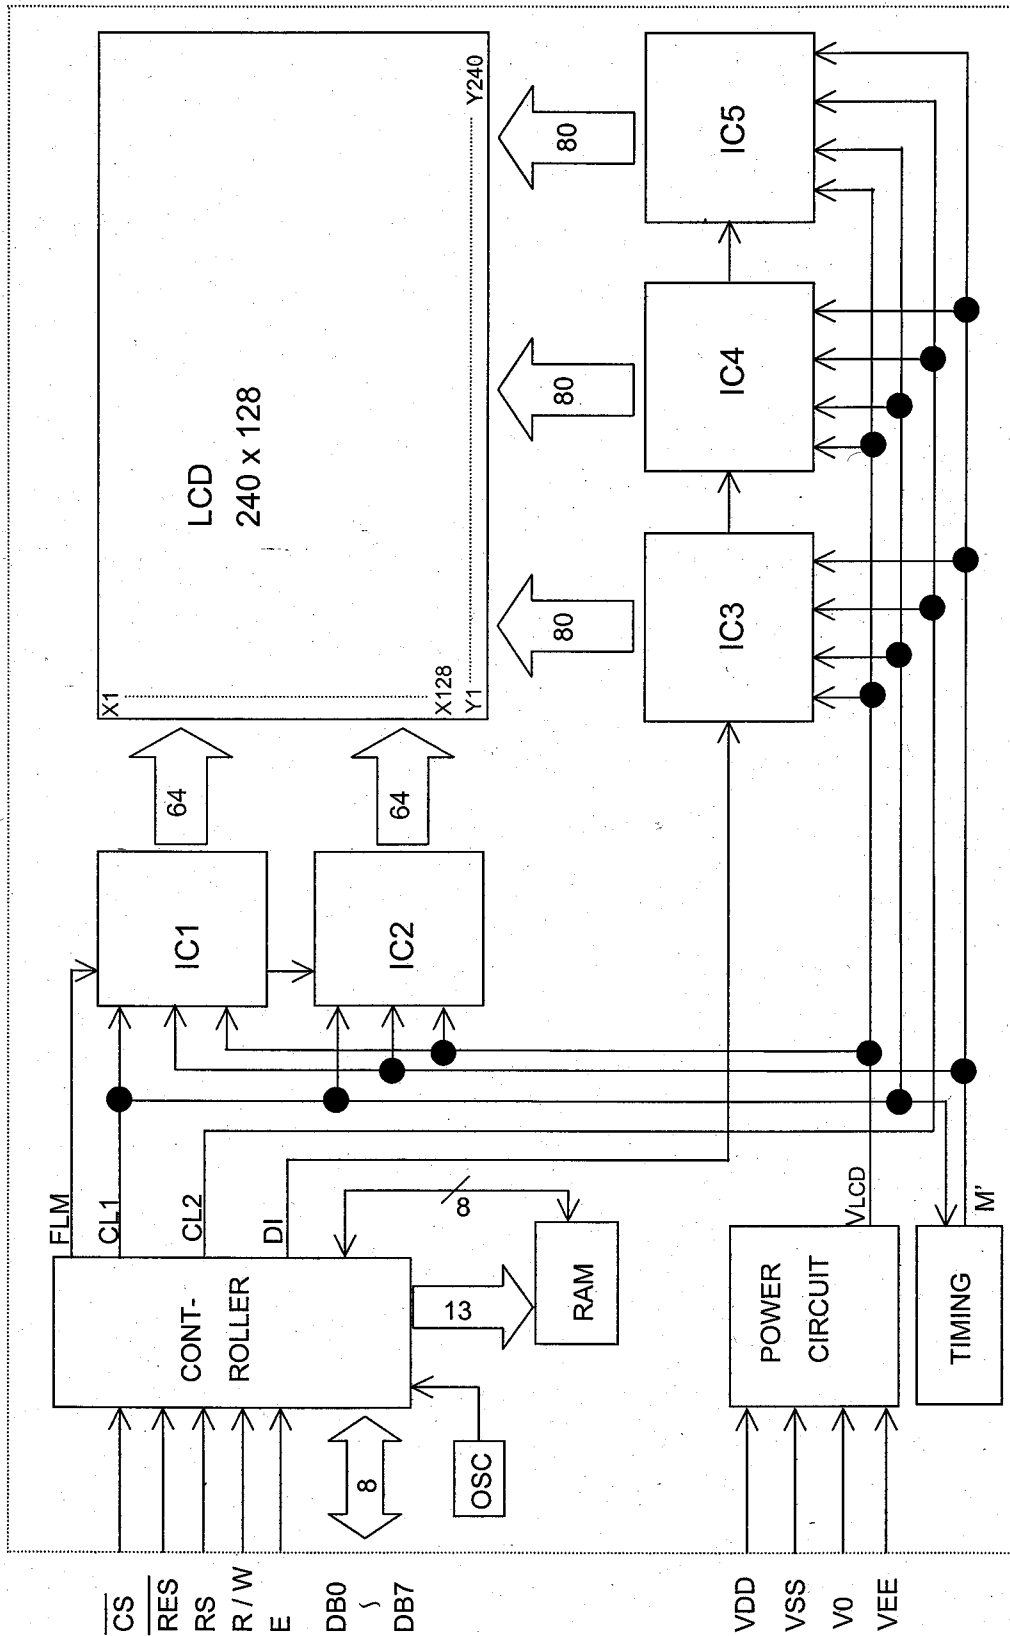 CS
RES
RS
R / W
E
DB0
~
DB7
VDD
VSS
V0
VEE
CONT-
ROLLER
8
OSC
FLM
CL1
CL2
DI
13
8
RAM
POWER
CIRCUIT
VLCD
TIMING
M'
IC1
IC2
64
64
X1
X128
Y1
Y240
LCD
240 x 128
80
80
80
IC3
IC4
IC5